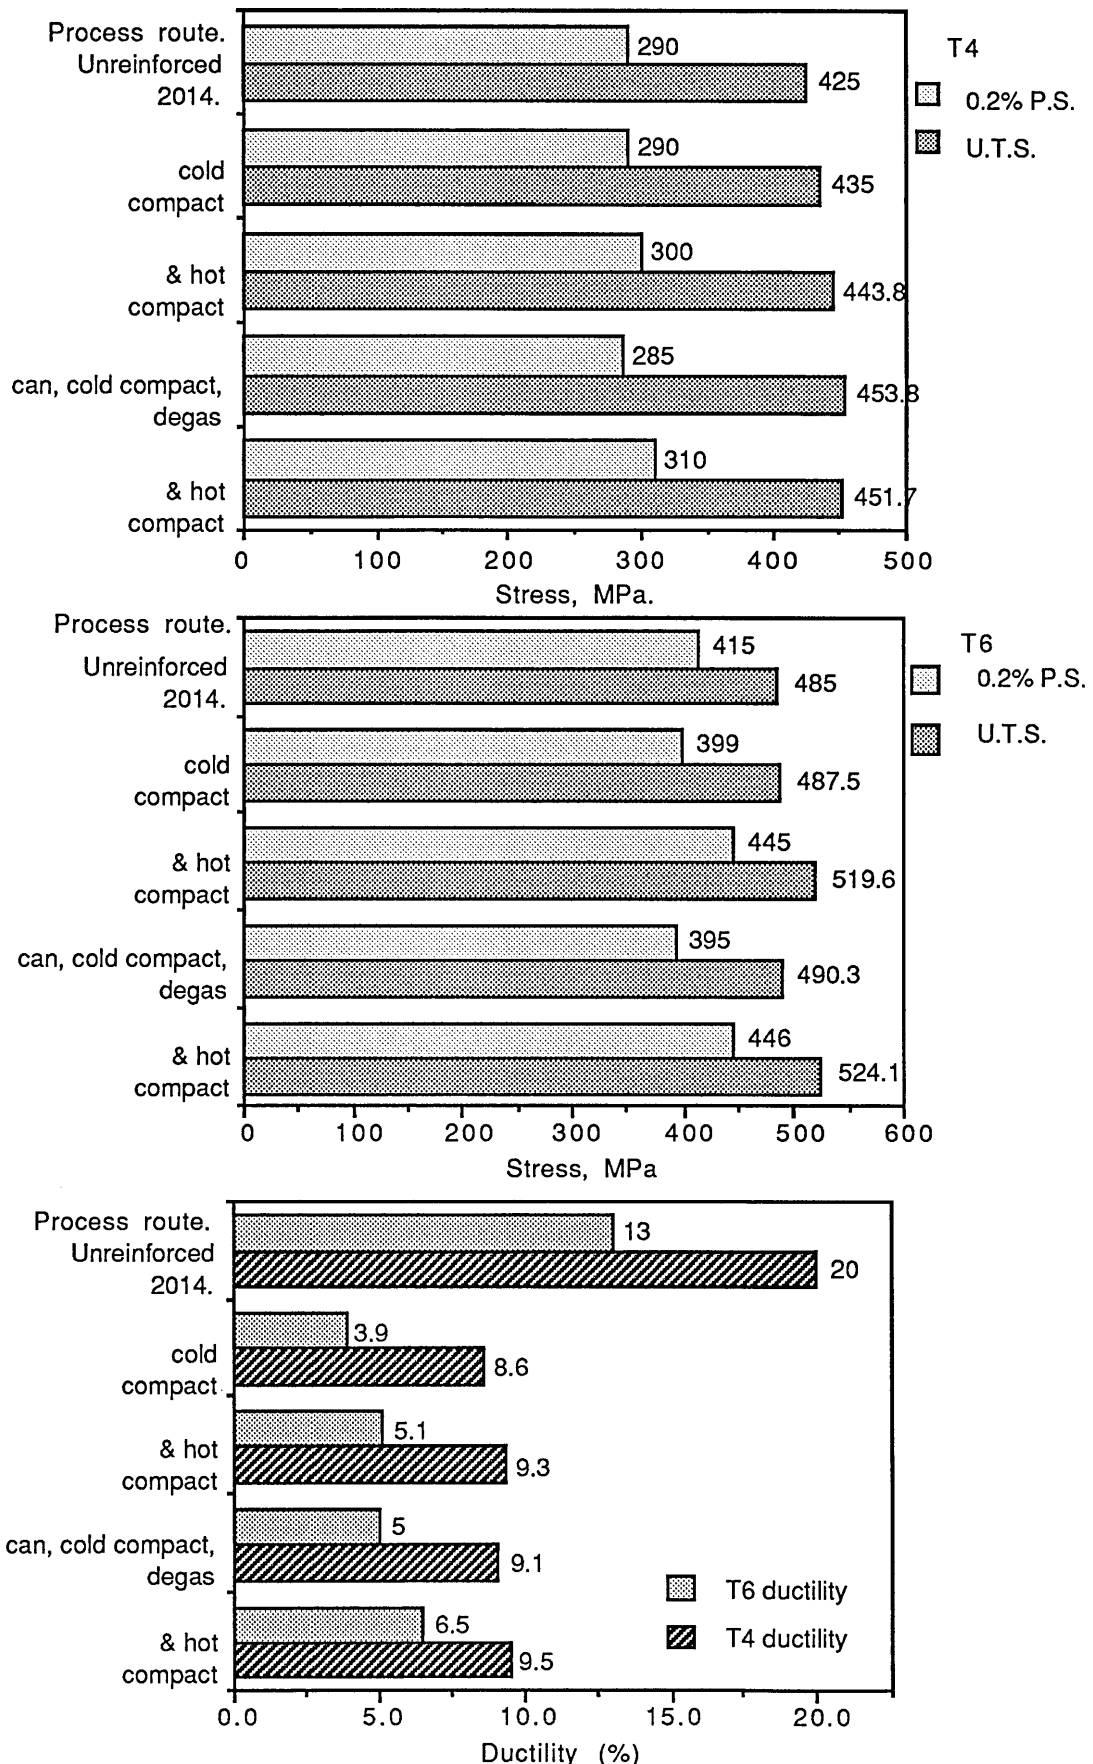 Process route.
Unreinforced
2014.
290
425
cold
compact
290
435
& hot
compact
300
443.8
can, cold compact,
degas
285
453.8
& hot
compact
310
451.7
T4
0.2% P.S.
U.T.S.
0 100 200 300 400 500
Stress, MPa.
Process route.
Unreinforced
2014.
415
485
cold
compact
399
487.5
& hot
compact
445
519.6
can, cold compact,
degas
395
490.3
& hot
compact
446
524.1
T6
0.2% P.S.
U.T.S.
0 100 200 300 400 500 600
Stress, MPa
Process route.
Unreinforced
2014.
13
20
cold
compact
3.9
8.6
& hot
compact
5.1
9.3
can, cold compact,
degas
5
9.1
& hot
compact
6.5
9.5
T6 ductility
T4 ductility
0.0 5.0 10.0 15.0 20.0
Ductility (%)